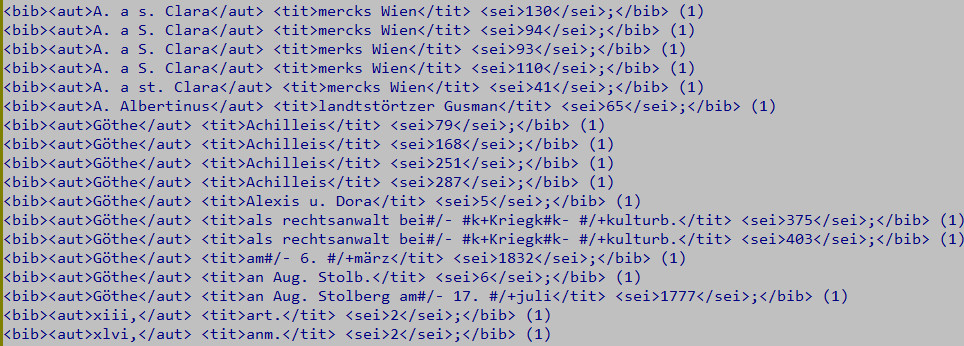 <bib><aut>A. a s. Clara</aut> <tit>mercks Wien</tit> <sei>130</sei>;</bib> (1)
<bib><aut>A. a S. Clara</aut> <tit>mercks Wien</tit> <sei>94</sei>;</bib> (1)
<bib><aut>A. a S. Clara</aut> <tit>merks Wien</tit> <sei>93</sei>;</bib> (1)
<bib><aut>A. a S. Clara</aut> <tit>merks Wien</tit> <sei>110</sei>;</bib> (1)
<bib><aut>A. a st. Clara</aut> <tit>mercks Wien</tit> <sei>41</sei>;</bib> (1)
<bib><aut>A. Albertinus</aut> <tit>landtstörtzer Gusman</tit> <sei>65</sei>;</bib> (1)
<bib><aut>Göthe</aut> <tit>Achilleis</tit> <sei>79</sei>;</bib> (1)
<bib><aut>Göthe</aut> <tit>Achilleis</tit> <sei>168</sei>;</bib> (1)
<bib><aut>Göthe</aut> <tit>Achilleis</tit> <sei>251</sei>;</bib> (1)
<bib><aut>Göthe</aut> <tit>Achilleis</tit> <sei>287</sei>;</bib> (1)
<bib><aut>Göthe</aut> <tit>Alexis u. Dora</tit> <sei>5</sei>;</bib> (1)
<bib><aut>Göthe</aut> <tit>als rechtsanwalt bei#/- #k+Kriegk#k- #/+kulturb.</tit> <sei>375</sei>;</bib> (1)
<bib><aut>Göthe</aut> <tit>als rechtsanwalt bei#/- #k+Kriegk#k- #/+kulturb.</tit> <sei>403</sei>;</bib> (1)
<bib><aut>Göthe</aut> <tit>am#/- 6. #/+märz</tit> <sei>1832</sei>;</bib> (1)
<bib><aut>Göthe</aut> <tit>an Aug. Stolb.</tit> <sei>6</sei>;</bib> (1)
<bib><aut>Göthe</aut> <tit>an Aug. Stolberg am#/- 17. #/+juli</tit> <sei>1777</sei>;</bib> (1)
<bib><aut>xiii,</aut> <tit>art.</tit> <sei>2</sei>;</bib> (1)
<bib><aut>xlvi,</aut> <tit>anm.</tit> <sei>2</sei>;</bib> (1)